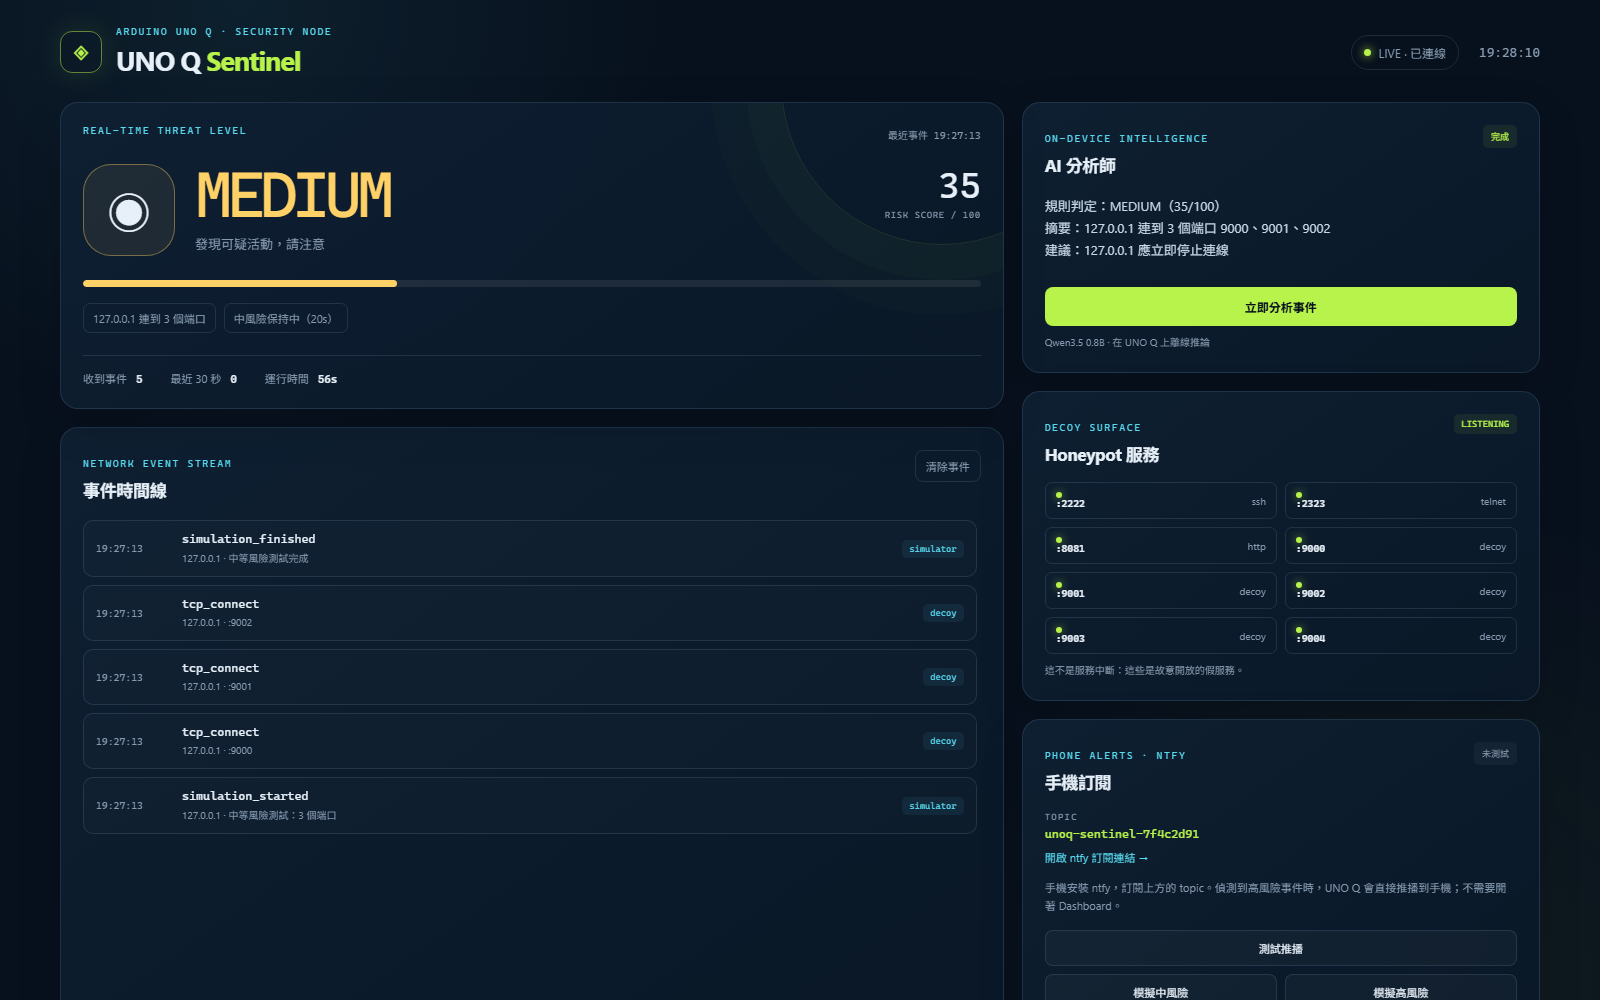 ARDUINO UNO Q · SECURITY NODE
UNO Q Sentinel
LIVE · 已連線
19:28:10
REAL-TIME THREAT LEVEL
最近事件 19:27:13
MEDIUM
發現可疑活動，請注意
35
RISK SCORE / 100
127.0.0.1 連到 3 個端口
中風險保持中（20s）
收到事件 5
最近 30 秒 0
運行時間 56s
NETWORK EVENT STREAM
事件時間線
清除事件
19:27:13
simulation_finished
127.0.0.1 · 中等風險測試完成
simulator
19:27:13
tcp_connect
127.0.0.1 · :9002
decoy
19:27:13
tcp_connect
127.0.0.1 · :9001
decoy
19:27:13
tcp_connect
127.0.0.1 · :9000
decoy
19:27:13
simulation_started
127.0.0.1 · 中等風險測試：3 個端口
simulator
ON-DEVICE INTELLIGENCE
完成
AI 分析師
規則判定：MEDIUM（35/100）
摘要：127.0.0.1 連到 3 個端口 9000、9001、9002
建議：127.0.0.1 應立即停止連線
立即分析事件
Qwen3.5 0.8B · 在 UNO Q 上離線推論
DECOY SURFACE
LISTENING
Honeypot 服務
:2222 ssh
:2323 telnet
:8081 http
:9000 decoy
:9001 decoy
:9002 decoy
:9003 decoy
:9004 decoy
這不是服務中斷：這些是故意開放的假服務。
PHONE ALERTS · NTFY
未測試
手機訂閱
TOPIC
unoq-sentinel-7f4c2d91
開啟 ntfy 訂閱連結 →
手機安裝 ntfy，訂閱上方的 topic。偵測到高風險事件時，UNO Q 會直接推播到手機；不需要開
著 Dashboard。
測試推播
模擬中風險
模擬高風險